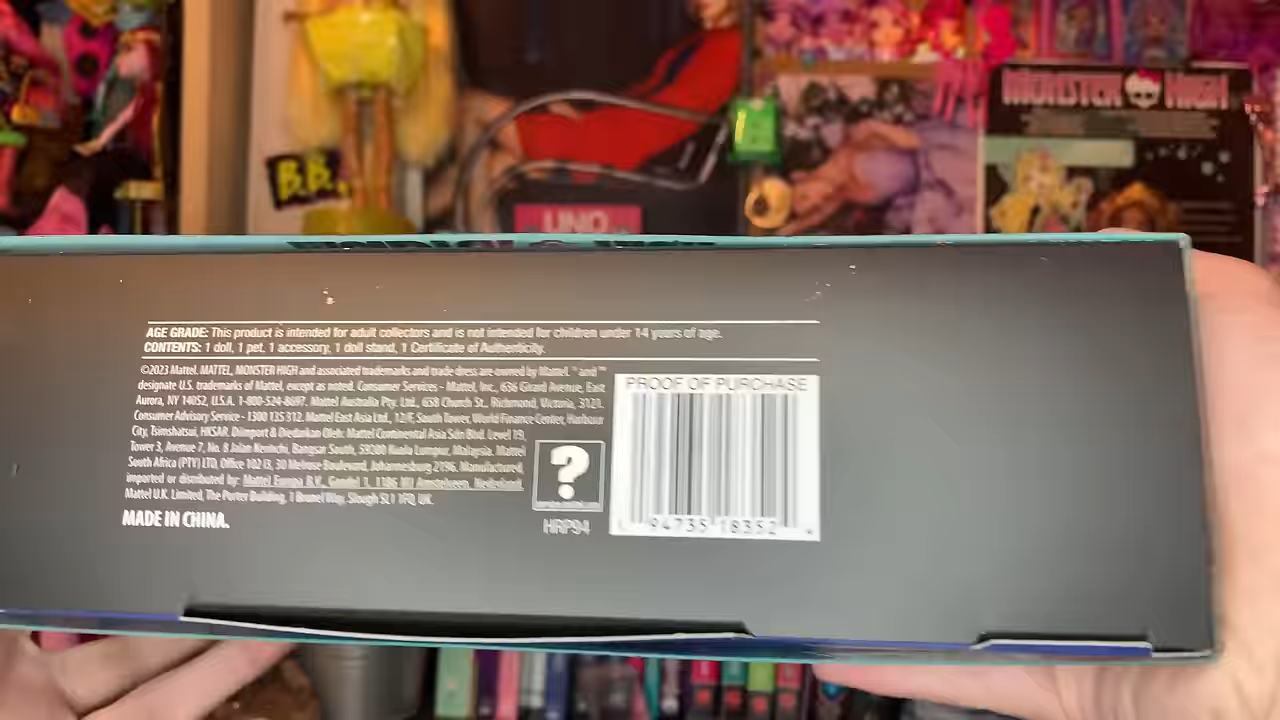 B.B.
UNO
MONSTER HIGH
AGE GRADE: This product is intended for adult collectors and is not intended for children under 14 years of age.
CONTENTS: 1 doll, 1 pet, 1 accessory, 1 doll stand, 1 Certificate of Authenticity.
©2023 Mattel. MATTEL, MONSTER HIGH and associated trademarks and trade dress are owned by Mattel. ® and ™
designate U.S. trademarks of Mattel, except as noted. Consumer Services - Mattel, Inc., 636 Girard Avenue, East
Aurora, NY 14052, U.S.A. 1-800-524-8697. Mattel Australia Pty. Ltd., 658 Church St., Richmond, Victoria, 3121.
Consumer Advisory Service - 1300 135 312. Mattel East Asia Ltd., 12/F, South Tower, World Finance Center, Harbour
City, Tsimshatsui, HKSAR. Diimport & Diedarkan Oleh: Mattel Continental Asia Sdn Bhd. Level 19,
Tower 3, Avenue 7, No. 8 Jalan Kerinchi, Bangsar South, 59200 Kuala Lumpur, Malaysia. Mattel
South Africa (PTY) LTD, Office 102 I3, 30 Melrose Boulevard, Johannesburg 2196. Manufactured,
imported or distributed by: Mattel Europa B.V., Gondel 1, 1186 MJ Amstelveen, Nederland.
Mattel U.K. Limited, The Porter Building, 1 Brunel Way, Slough SL1 1FQ, UK.
MADE IN CHINA.
?
HRP94
PROOF OF PURCHASE
94735 18352